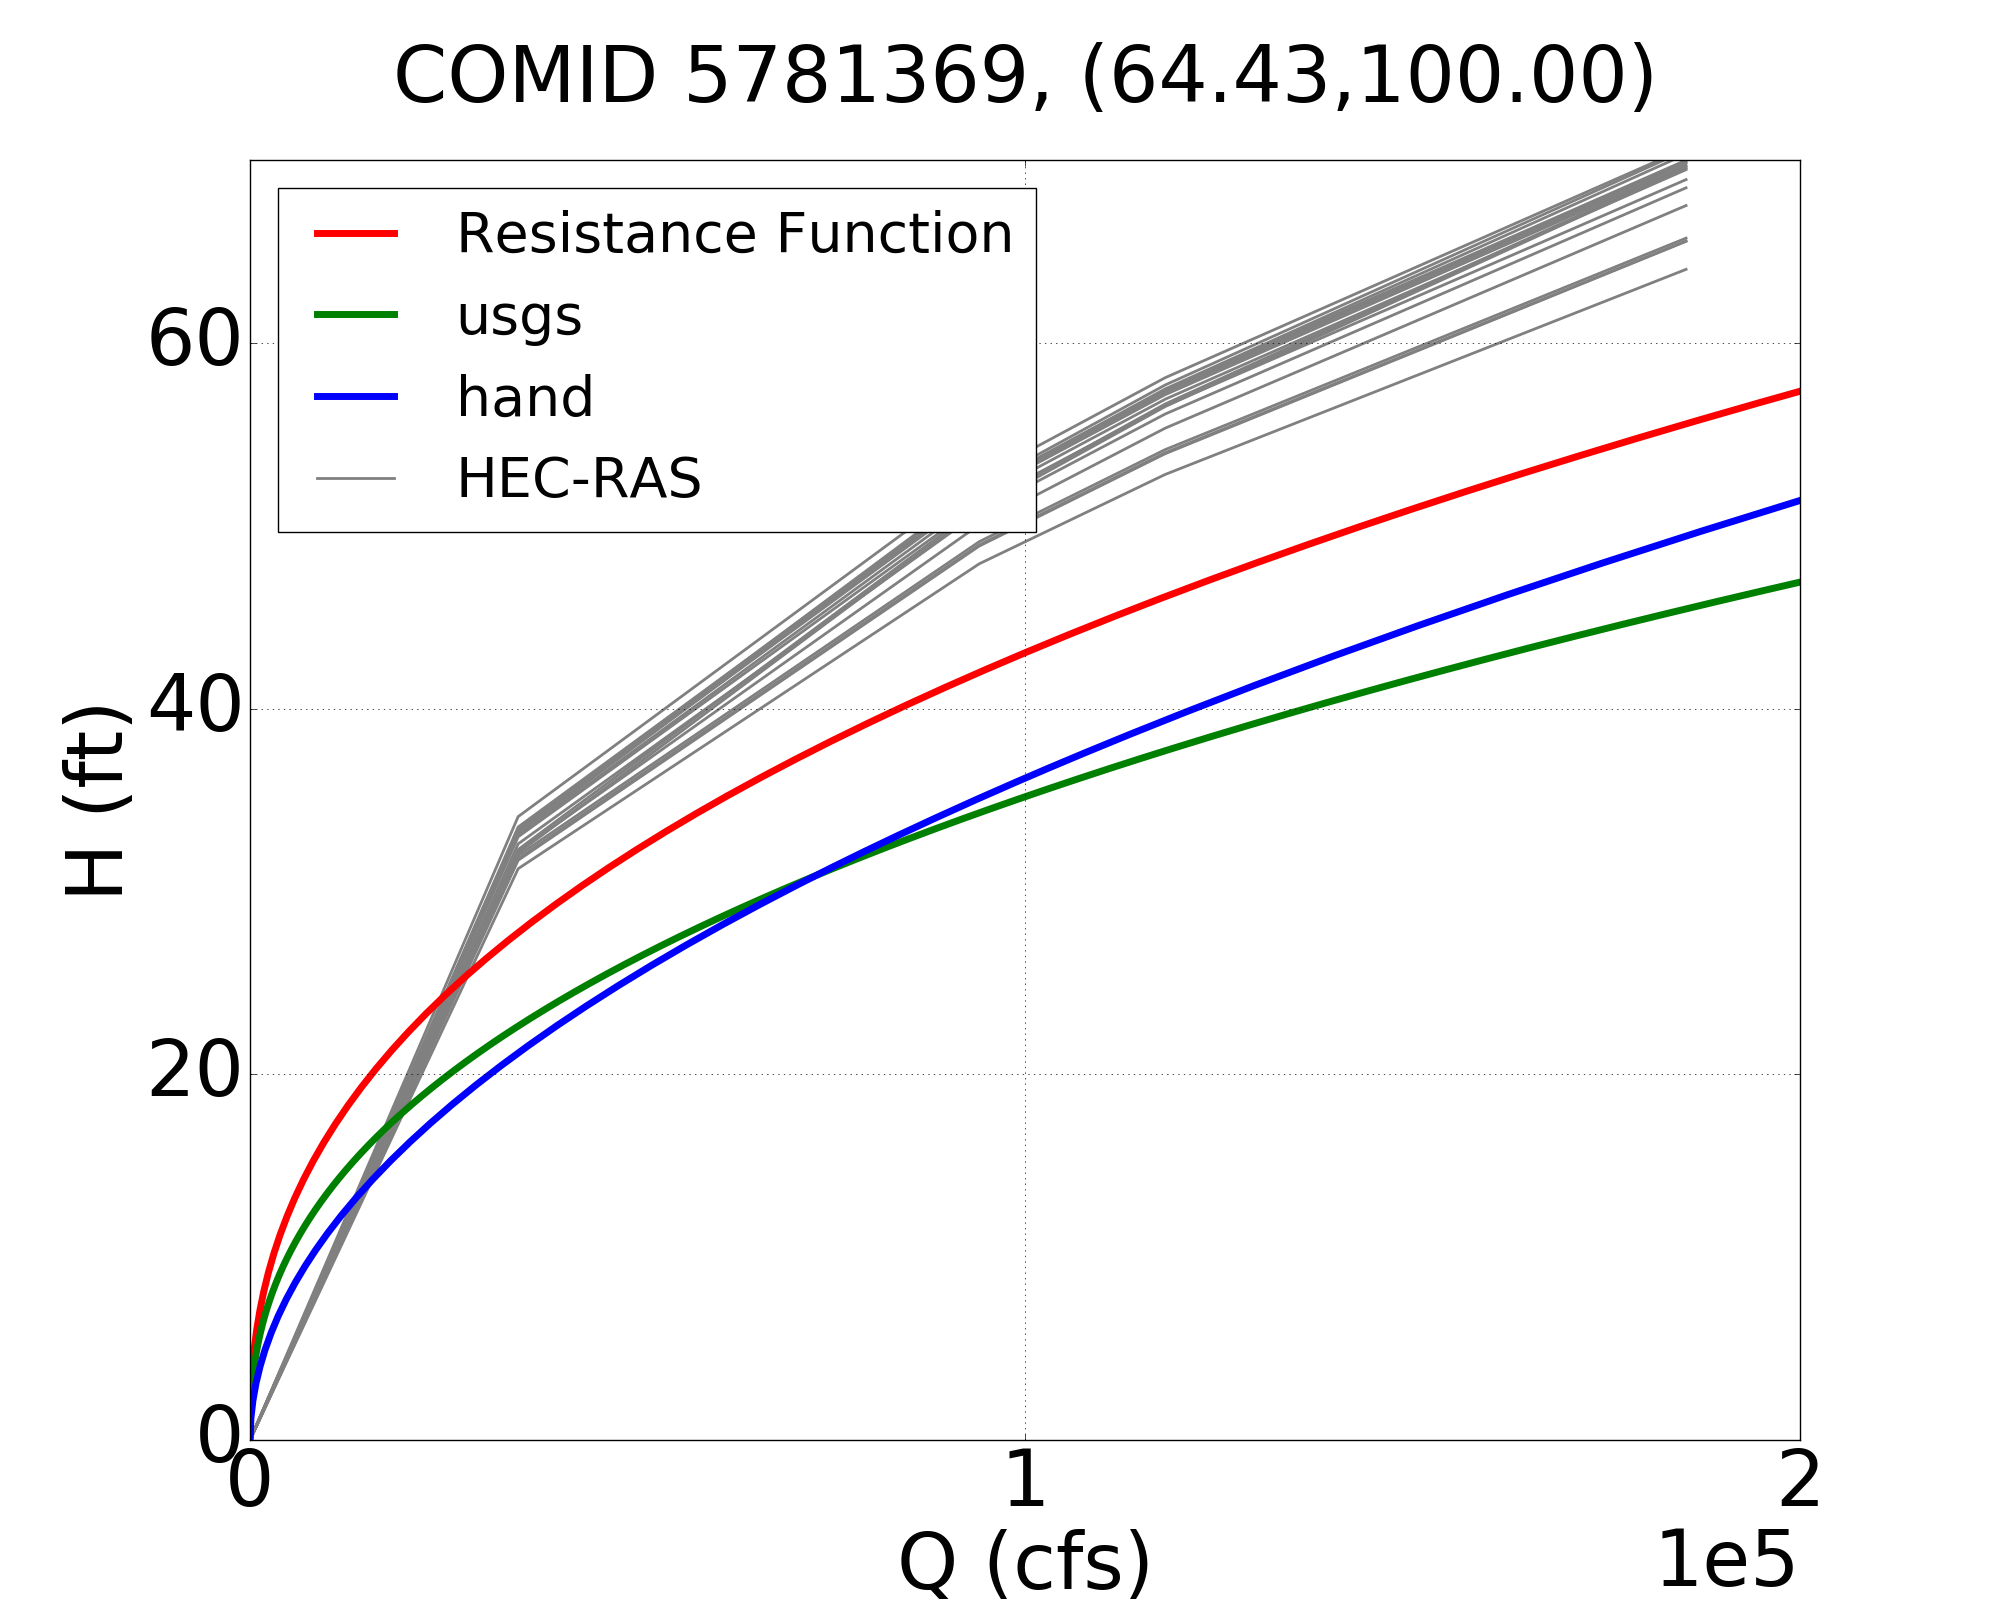 COMID 5781369, (64.43,100.00)
Resistance Function
usgs
hand
HEC-RAS
60
40
20
0
H (ft)
0 1 2
Q (cfs)
1e5